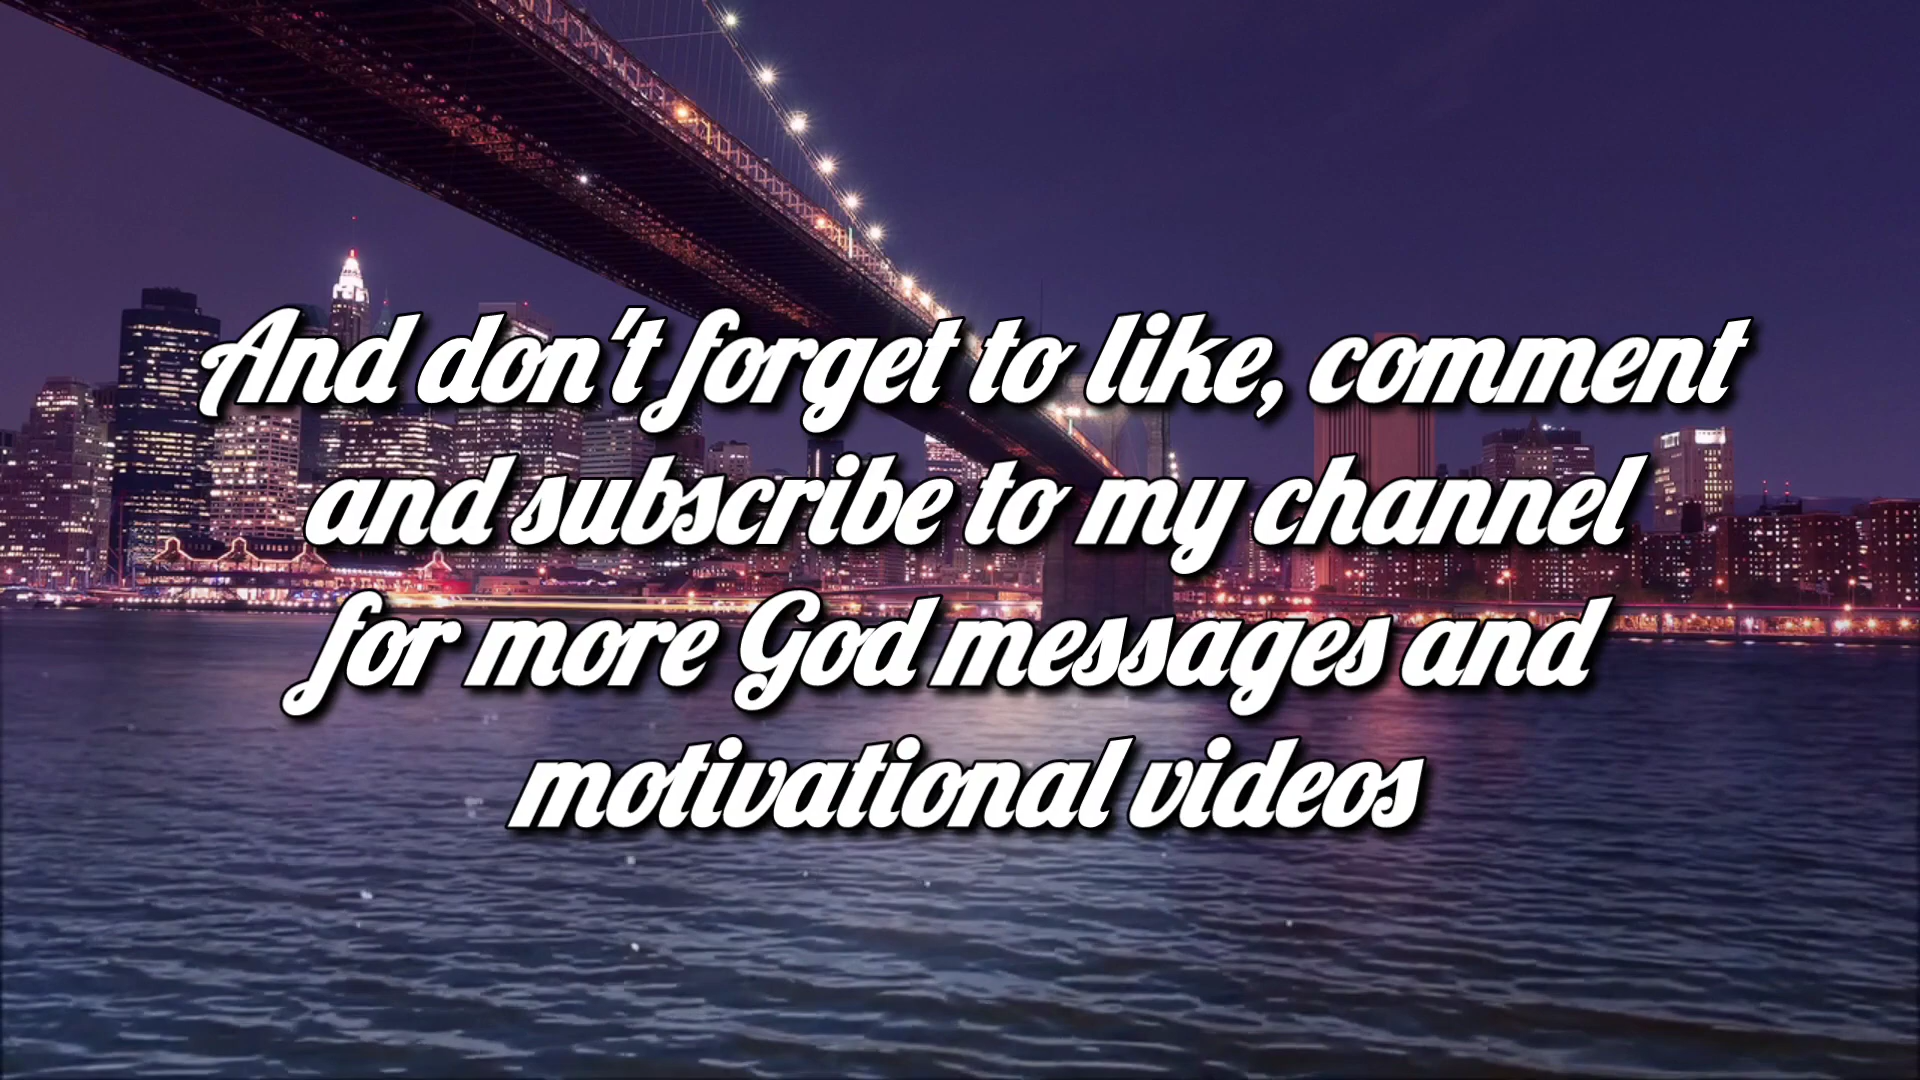 And don't forget to like, comment
and subscribe to my channel
for more God messages and
motivational videos